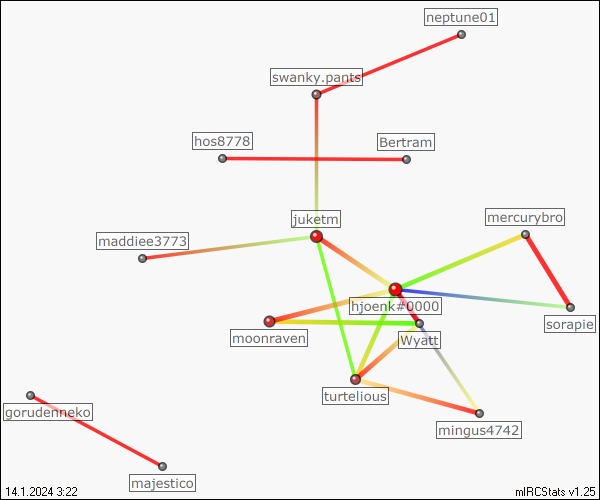 neptune01
swanky.pants
hos8778
Bertram
juketm
mercurybro
maddiee3773
hjoenk#0000
sorapie
moonraven
Wyatt
turtelious
gorudenneko
mingus4742
majestico
14.1.2024 3:22
mIRCStats v1.25